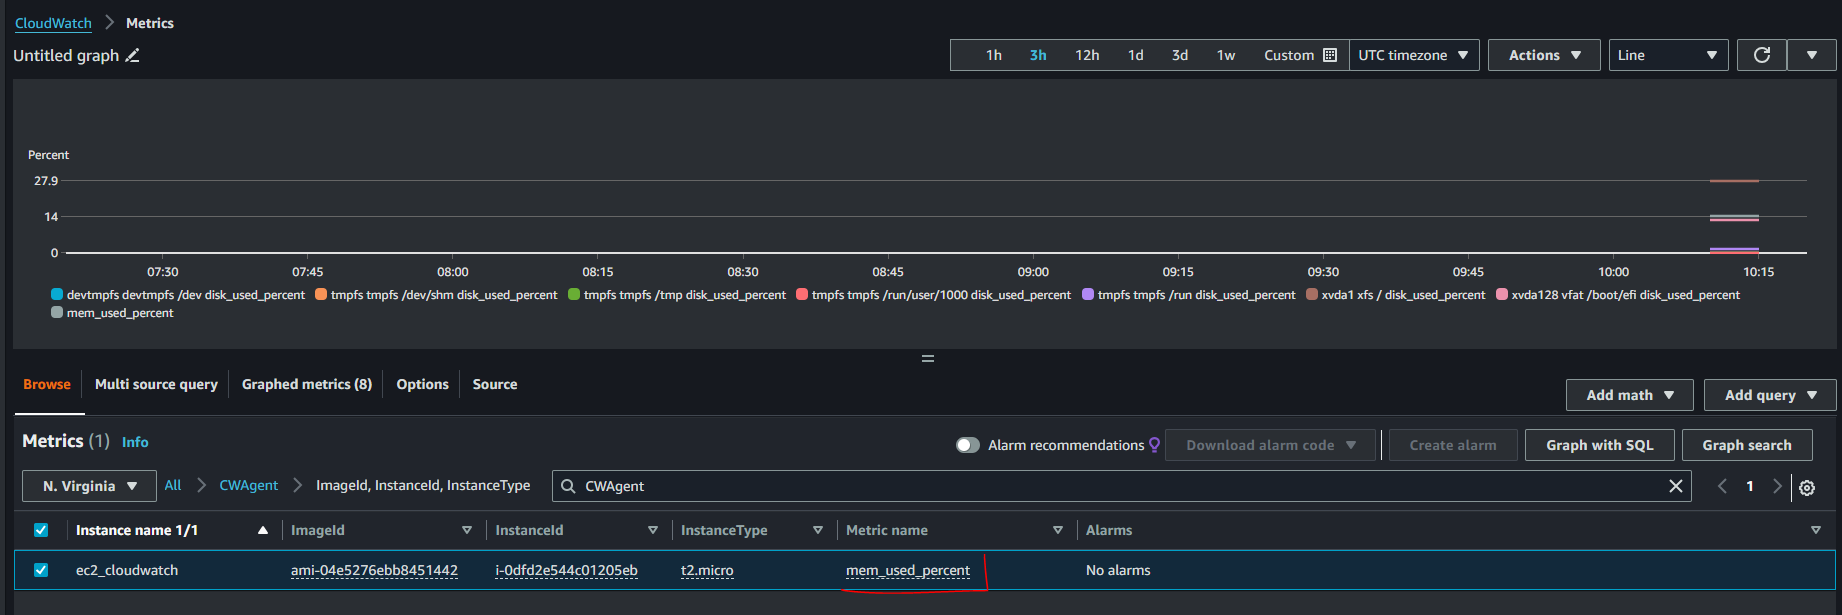 CloudWatch > Metrics
Untitled graph
1h 3h 12h 1d 3d 1w Custom UTC timezone Actions Line
Percent
27.9
14
0
07:30 07:45 08:00 08:15 08:30 08:45 09:00 09:15 09:30 09:45 10:00 10:15
devtmpfs devtmpfs /dev disk_used_percent tmpfs tmpfs /dev/shm disk_used_percent tmpfs tmpfs /tmp disk_used_percent tmpfs tmpfs /run/user/1000 disk_used_percent tmpfs tmpfs /run disk_used_percent xvda1 xfs / disk_used_percent xvda128 vfat /boot/efi disk_used_percent
mem_used_percent
Browse Multi source query Graphed metrics (8) Options Source
Add math Add query
Metrics (1) Info
Alarm recommendations Download alarm code Create alarm Graph with SQL Graph search
N. Virginia All > CWAgent > ImageId, InstanceId, InstanceType CWAgent 1
Instance name 1/1 ImageId InstanceId InstanceType Metric name Alarms
ec2_cloudwatch ami-04e5276ebb8451442 i-0dfd2e544c01205eb t2.micro mem_used_percent No alarms